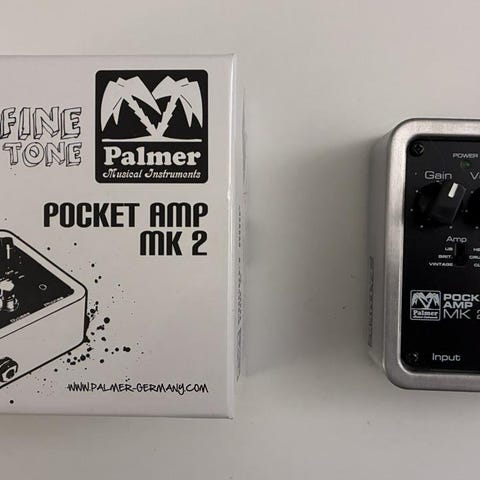 FINE
TONE
Palmer
Musical Instruments
POCKET AMP
MK 2
WWW.PALMER-GERMANY.COM
POWER
Gain
Amp
US
BRIT.
VINTAGE
Palmer
POCK
AMP
MK 2
Input